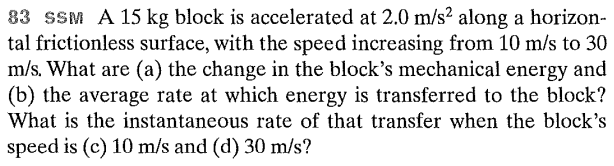 83 SSM A 15 kg block is accelerated at 2.0 m/s² along a horizon-
tal frictionless surface, with the speed increasing from 10 m/s to 30
m/s. What are (a) the change in the block's mechanical energy and
(b) the average rate at which energy is transferred to the block?
What is the instantaneous rate of that transfer when the block's
speed is (c) 10 m/s and (d) 30 m/s?